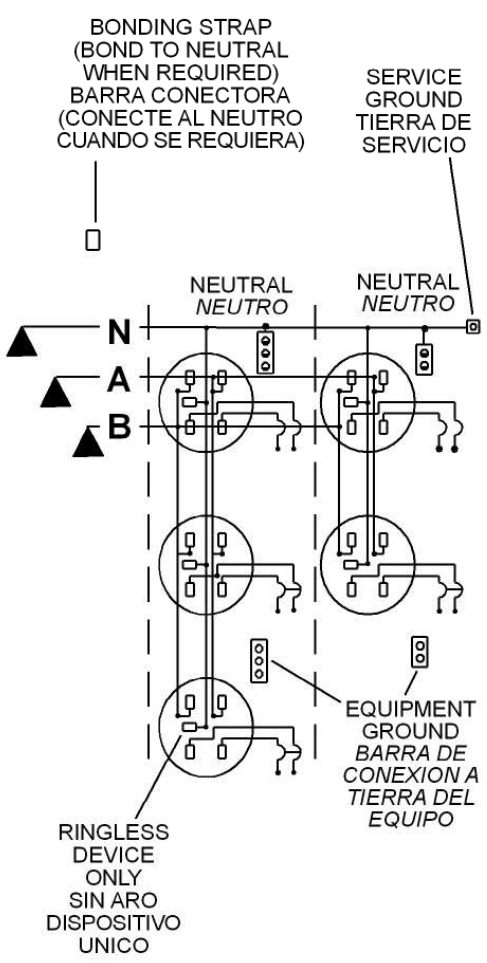 BONDING STRAP
(BOND TO NEUTRAL
WHEN REQUIRED)
BARRA CONECTORA
(CONECTE AL NEUTRO
CUANDO SE REQUIERA)
SERVICE
GROUND
TIERRA DE
SERVICIO
NEUTRAL
NEUTRO
NEUTRAL
NEUTRO
N
A
B
EQUIPMENT
GROUND
BARRA DE
CONEXION A
TIERRA DEL
EQUIPO
RINGLESS
DEVICE
ONLY
SIN ARO
DISPOSITIVO
UNICO